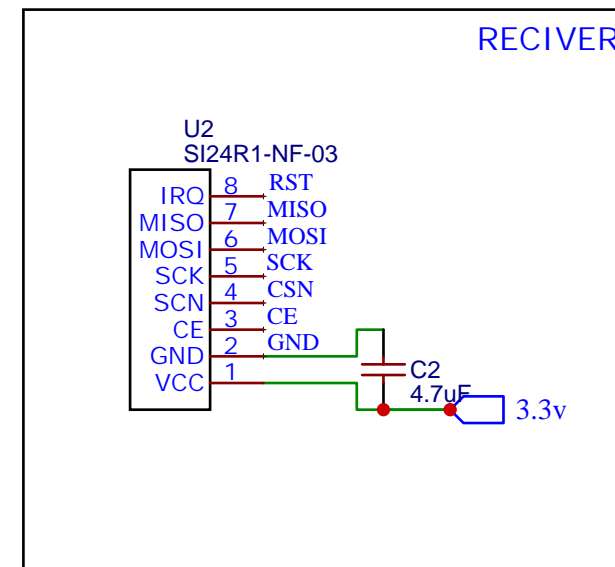 RECIVER
U2
SI24R1-NF-03
IRQ 8 RST
MISO 7 MISO
MOSI 6 MOSI
SCK 5 SCK
SCN 4 CSN
CE 3 CE
GND 2 GND
VCC 1
C2
4.7uF
3.3v